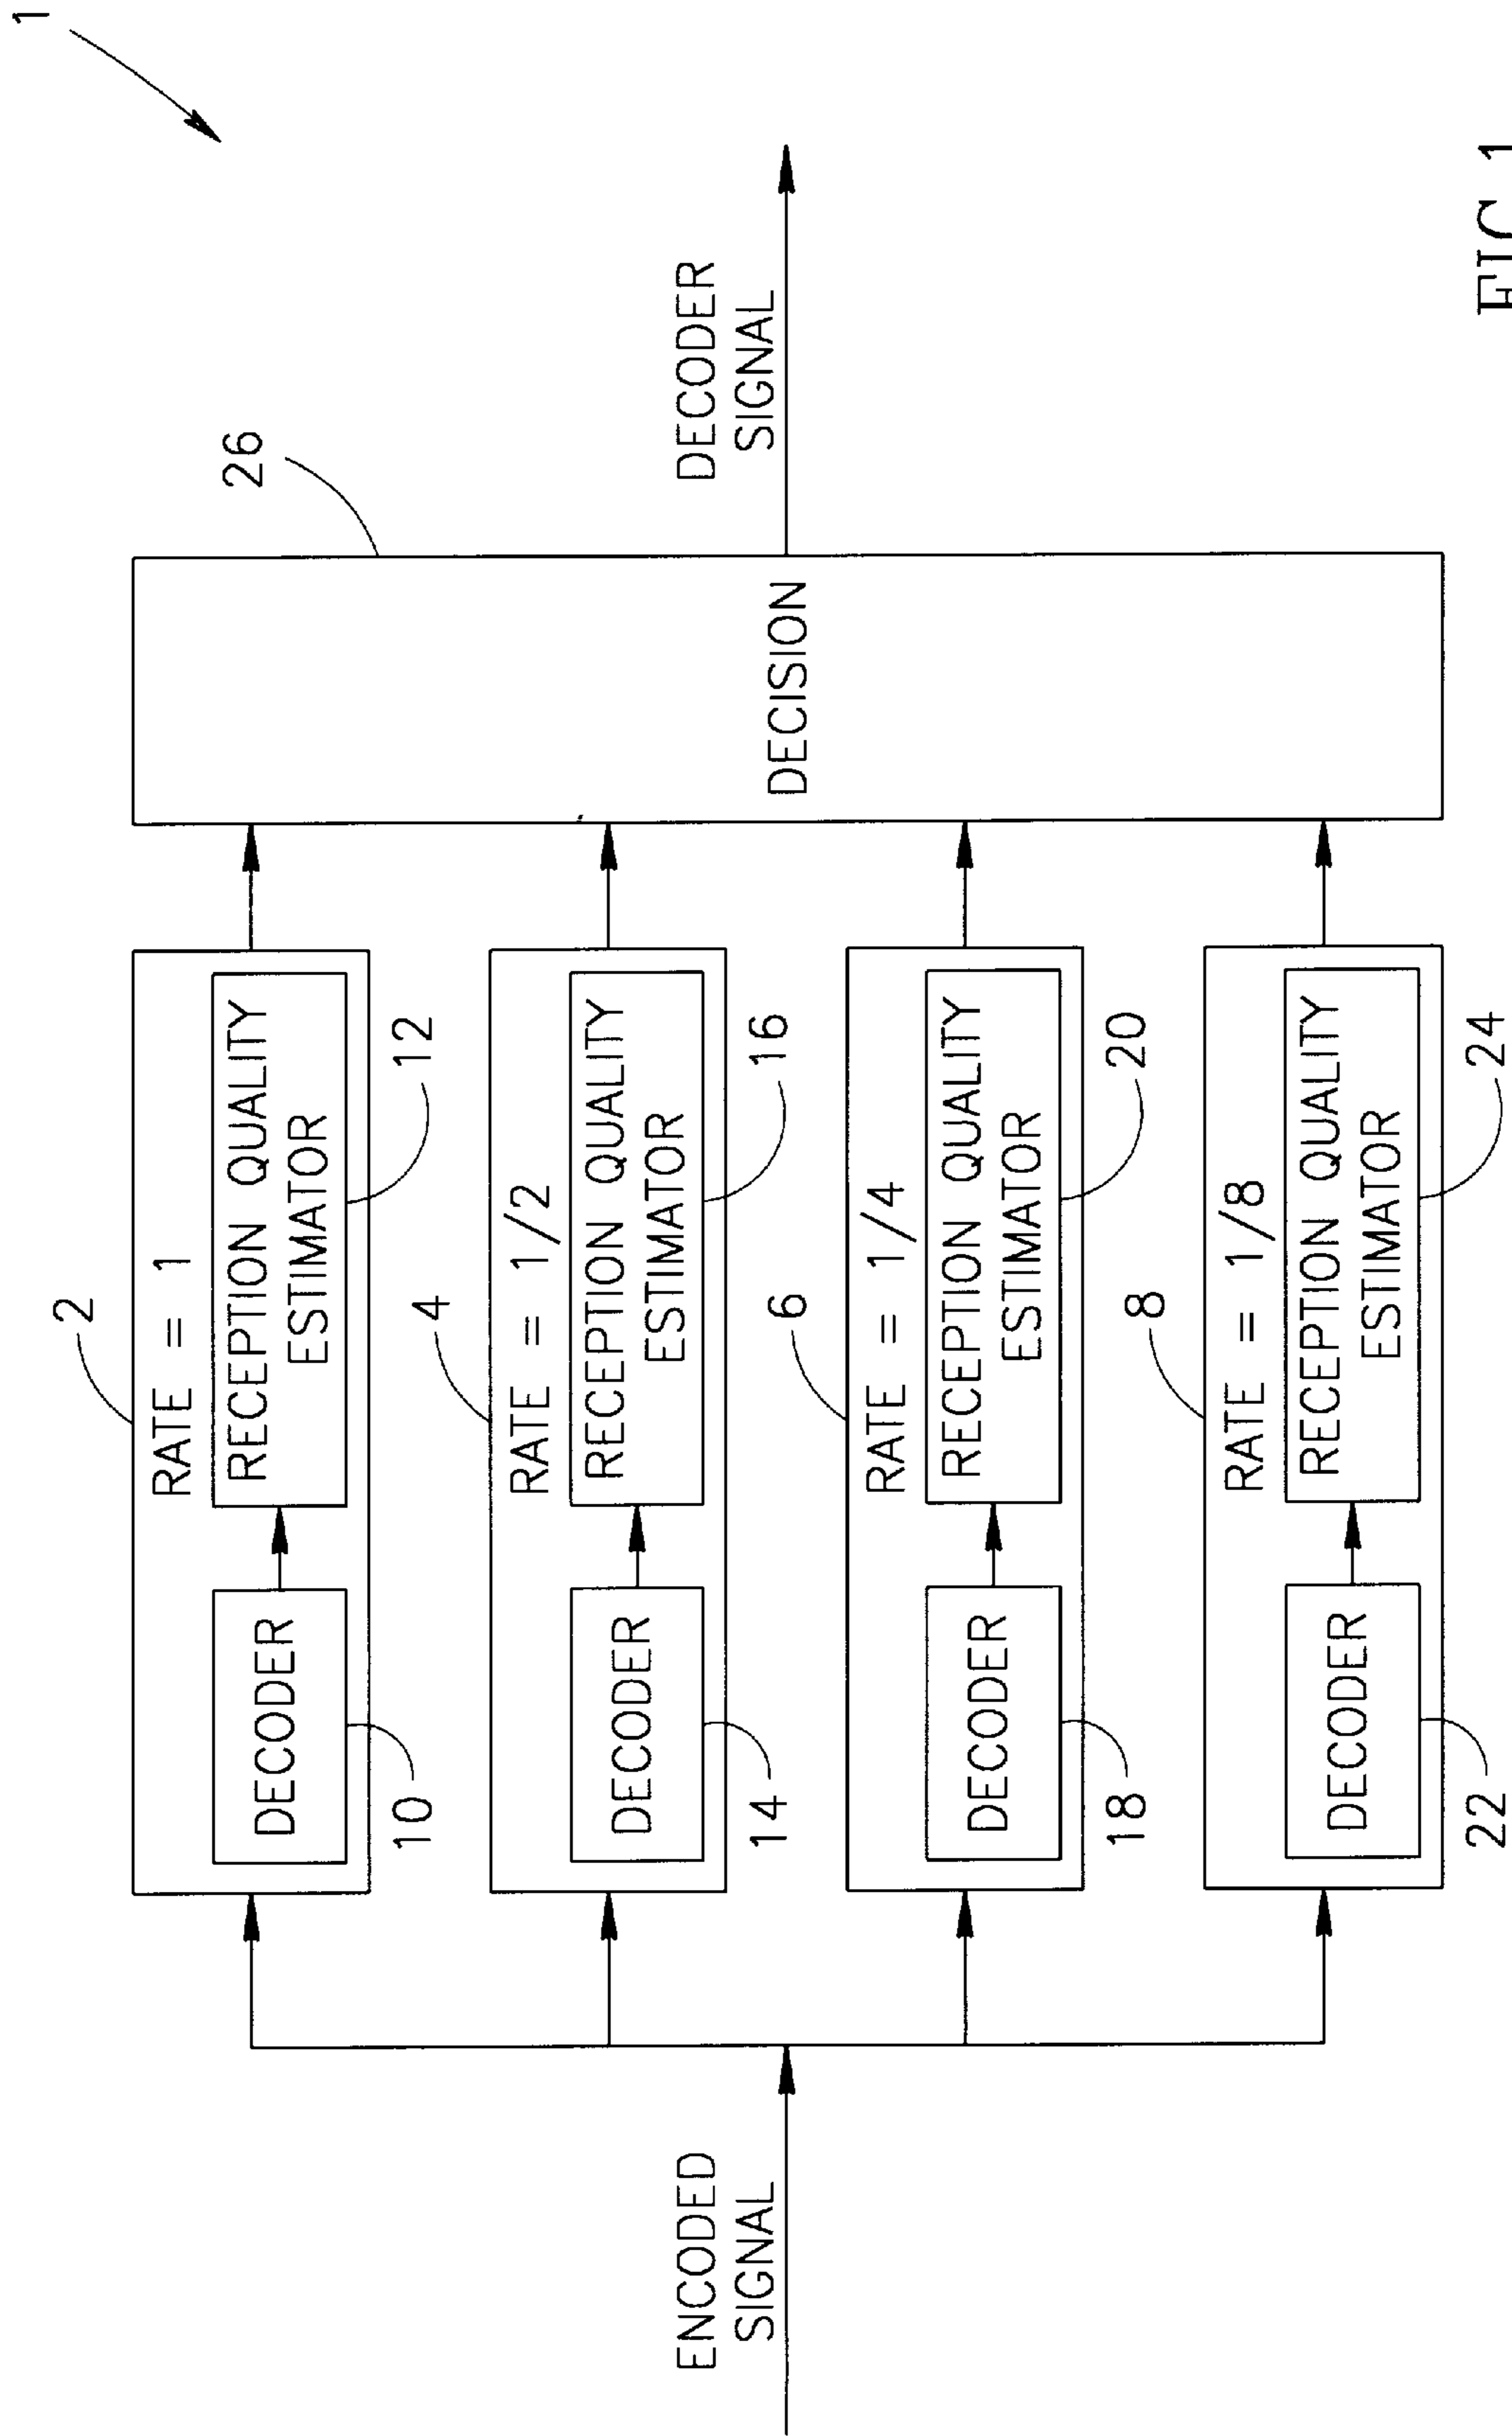 1
2
RATE = 1
DECODER
RECEPTION QUALITY
ESTIMATOR
10
12
4
RATE = 1/2
DECODER
RECEPTION QUALITY
ESTIMATOR
14
16
6
RATE = 1/4
DECODER
RECEPTION QUALITY
ESTIMATOR
18
20
8
RATE = 1/8
DECODER
RECEPTION QUALITY
ESTIMATOR
22
24
ENCODED
SIGNAL
26
DECISION
DECODER
SIGNAL
FIG.1